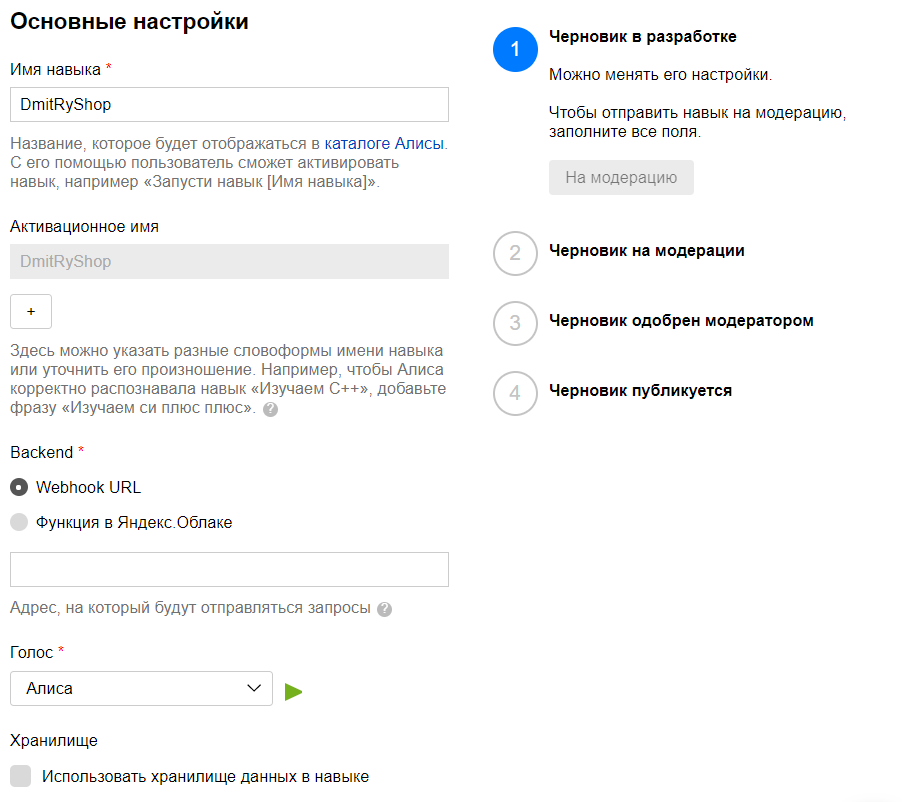 Основные настройки
Имя навыка *
DmitRyShop
Название, которое будет отображаться в каталоге Алисы.
С его помощью пользователь сможет активировать
навык, например «Запусти навык [Имя навыка]».
Активационное имя
DmitRyShop
+
Здесь можно указать разные словоформы имени навыка
или уточнить его произношение. Например, чтобы Алиса
корректно распознавала навык «Изучаем C++», добавьте
фразу «Изучаем си плюс плюс». ?
Backend *
Webhook URL
Функция в Яндекс.Облаке
Адрес, на который будут отправляться запросы ?
Голос *
Алиса
Хранилище
Использовать хранилище данных в навыке
1
Черновик в разработке
Можно менять его настройки.
Чтобы отправить навык на модерацию,
заполните все поля.
На модерацию
2
Черновик на модерации
3
Черновик одобрен модератором
4
Черновик публикуется